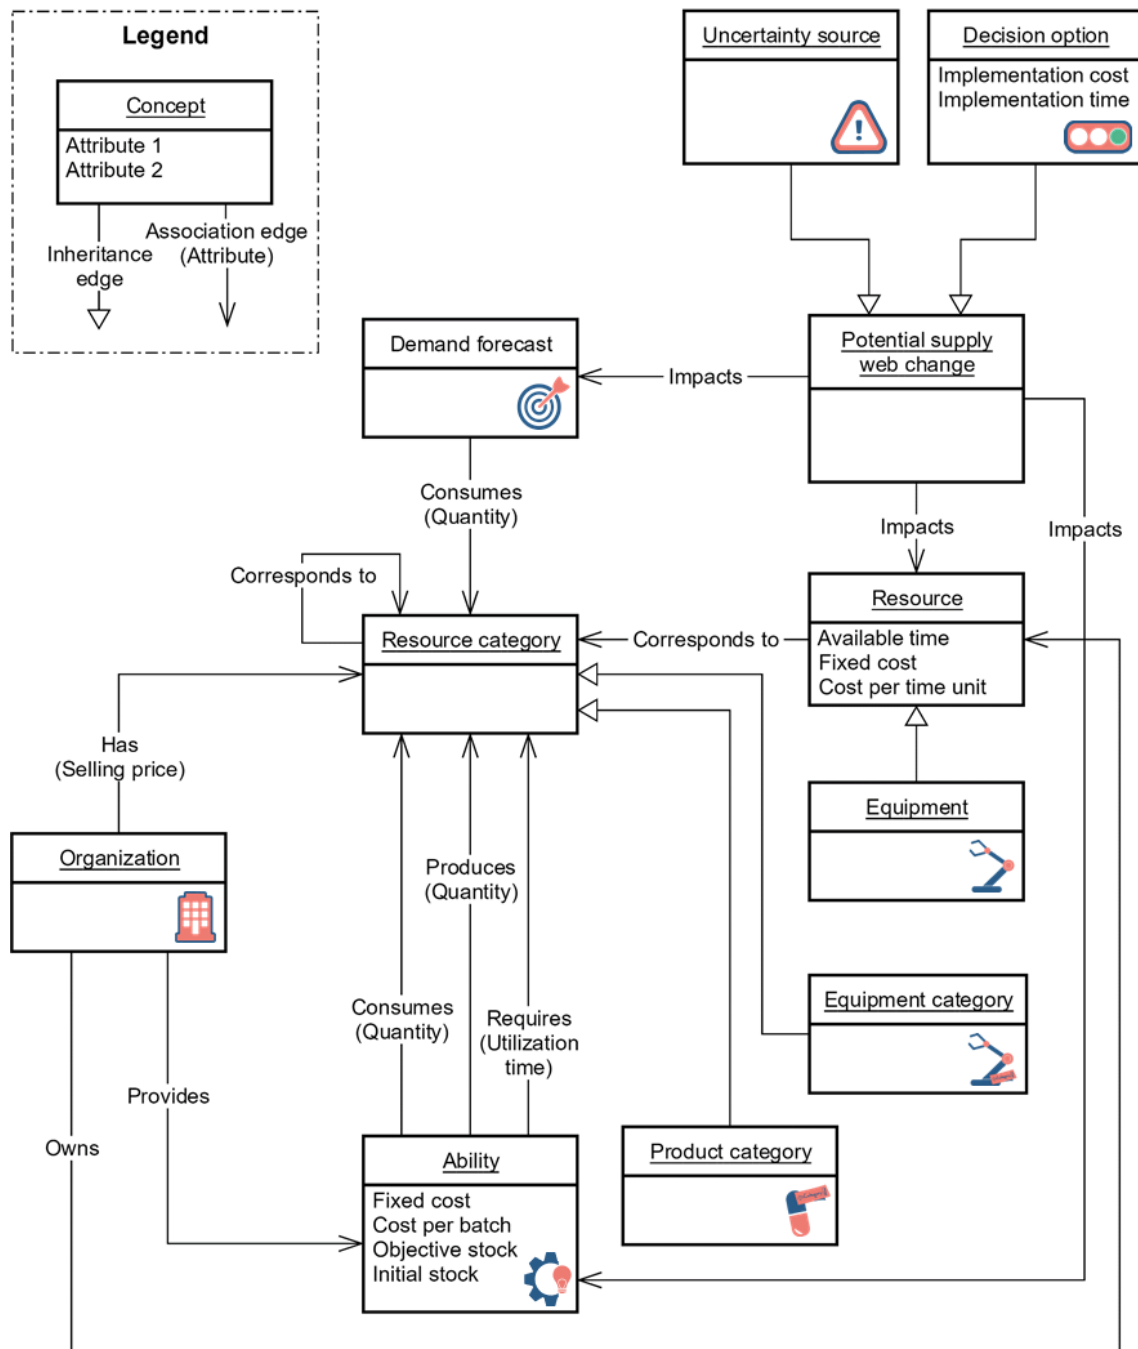 Legend
Concept
Attribute 1
Attribute 2
Inheritance
edge
Association edge
(Attribute)
Uncertainty source
Decision option
Implementation cost
Implementation time
Demand forecast
Impacts
Potential supply
web change
Consumes
(Quantity)
Impacts
Impacts
Corresponds to
Resource category
Corresponds to
Resource
Available time
Fixed cost
Cost per time unit
Has
(Selling price)
Equipment
Organization
Produces
(Quantity)
Consumes
(Quantity)
Requires
(Utilization
time)
Equipment category
Provides
Owns
Ability
Fixed cost
Cost per batch
Objective stock
Initial stock
Product category